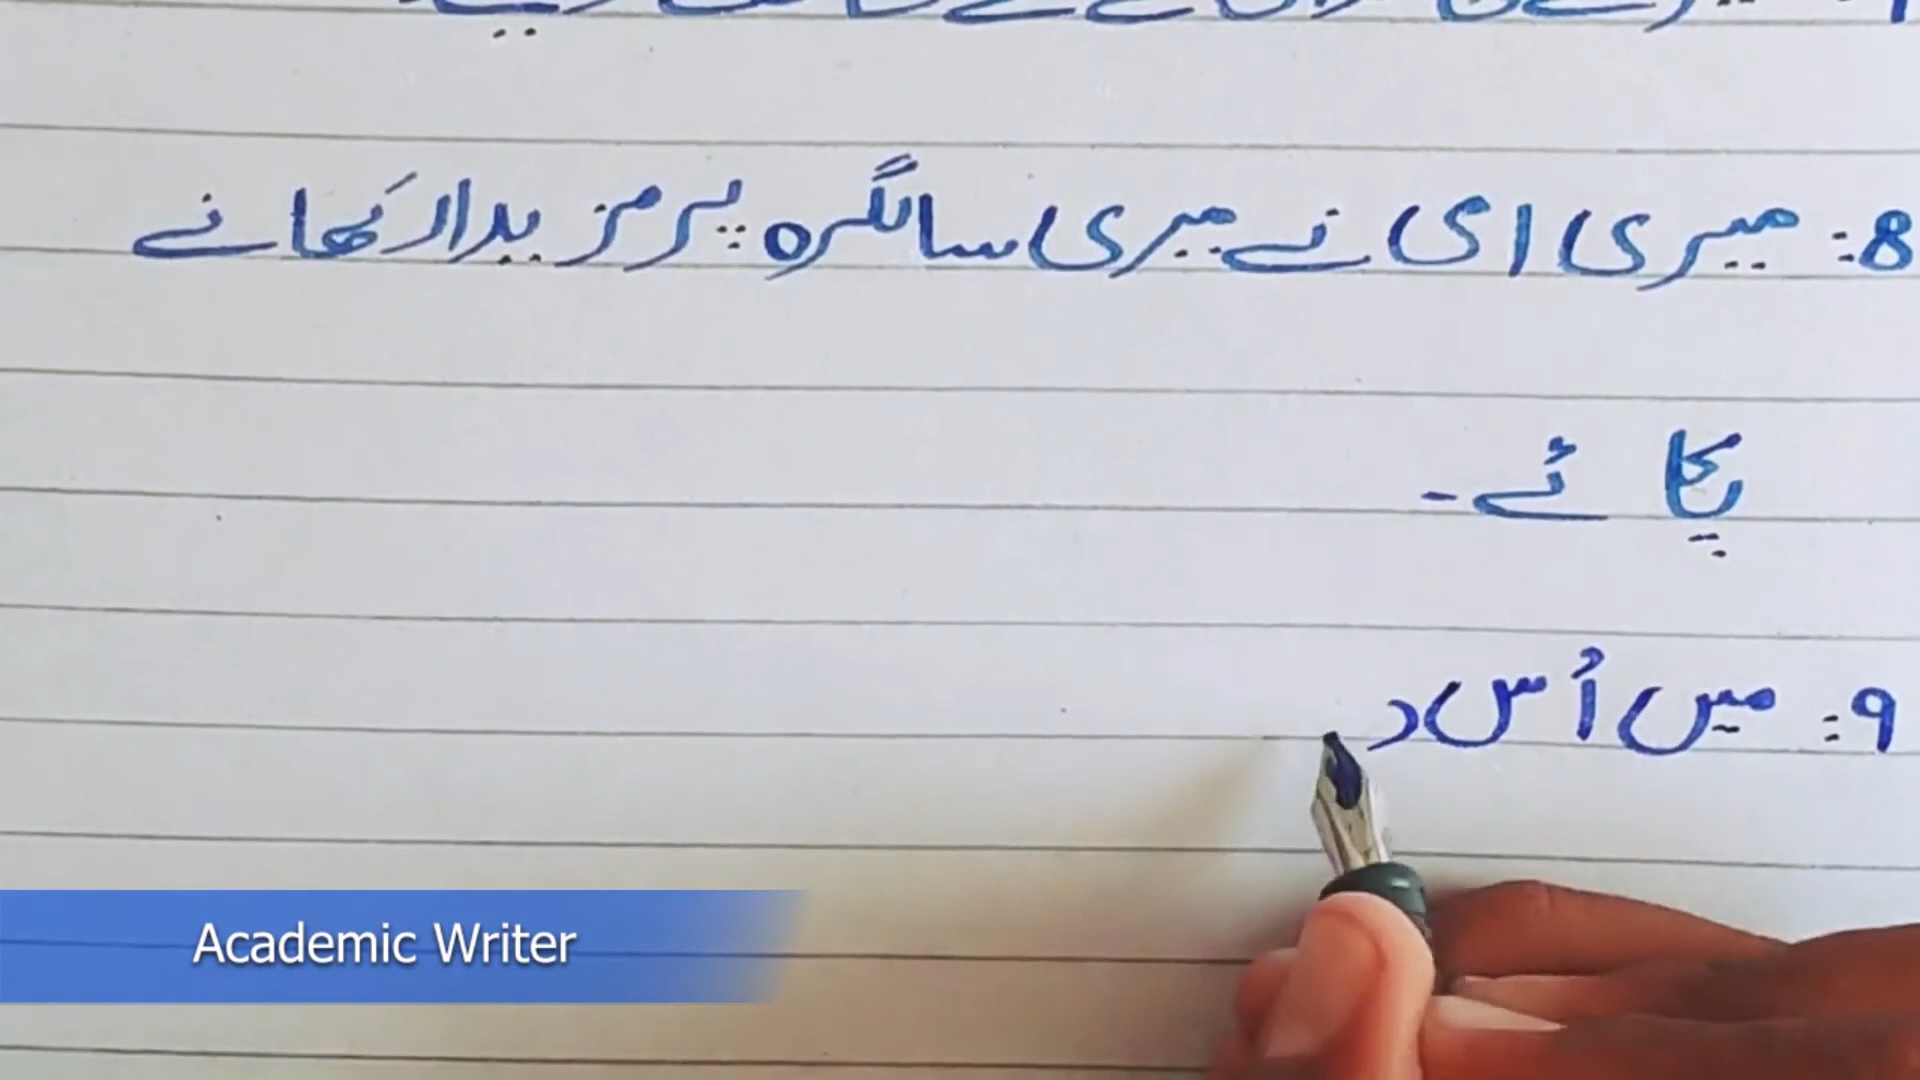 8: میری امی نے میری سالگرہ پر مزیدار کھانے
پکائے۔
9: میں اُس د
Academic Writer